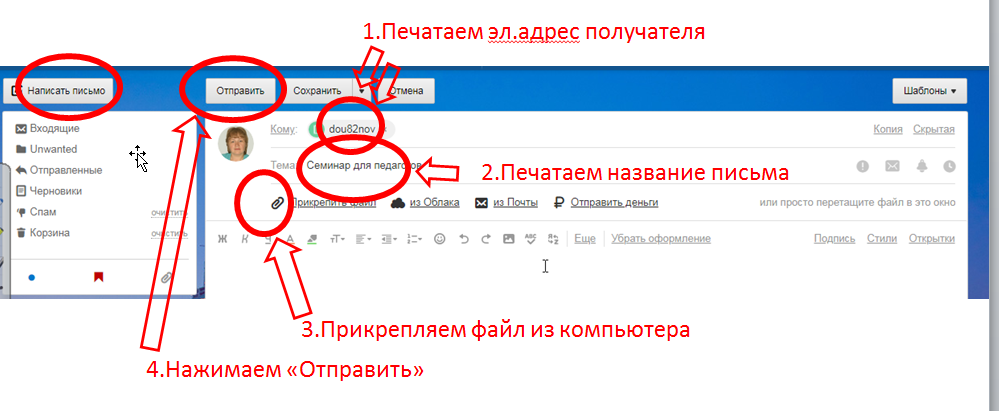 1.Печатаем эл.адрес получателя
Написать письмо
Отправить
Сохранить
Отмена
Шаблоны
Входящие
Unwanted
Отправленные
Черновики
Спам
очистить
Корзина
очистить
Кому:
dou82nov
Копия
Скрытая
Тема:
Семинар для педагогов
2.Печатаем название письма
Прикрепить файл
из Облака
из Почты
Отправить деньги
или просто перетащите файл в это окно
Ж К Ч А
Еще
Убрать оформление
Подпись
Стили
Открытки
3.Прикрепляем файл из компьютера
4.Нажимаем «Отправить»